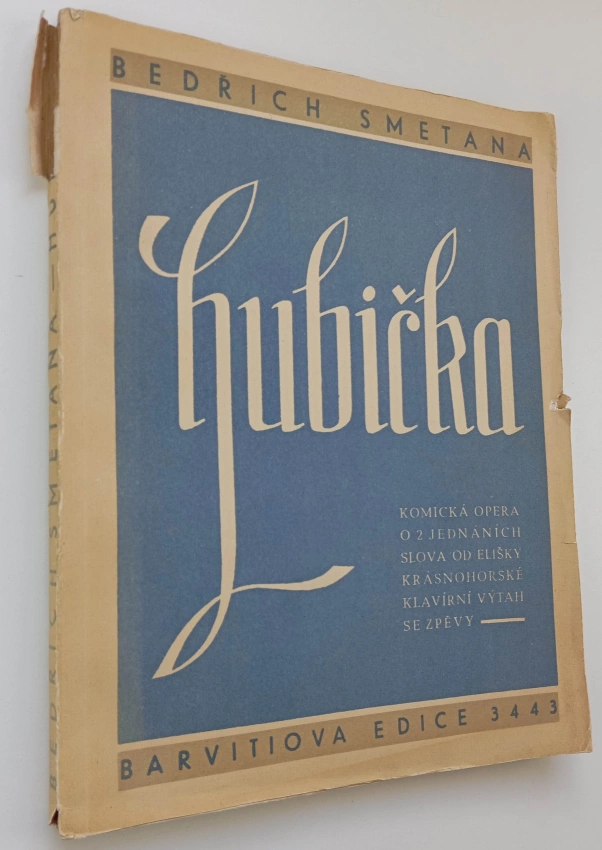 BEDŘICH SMETANA
Hubička
KOMICKÁ OPERA
O 2 JEDNÁNÍCH
SLOVA OD ELIŠKY
KRÁSNOHORSKÉ
KLAVÍRNÍ VÝTAH
SE ZPĚVY
BARVITIOVA EDICE 3443
BEDŘICH SMETANA — HU